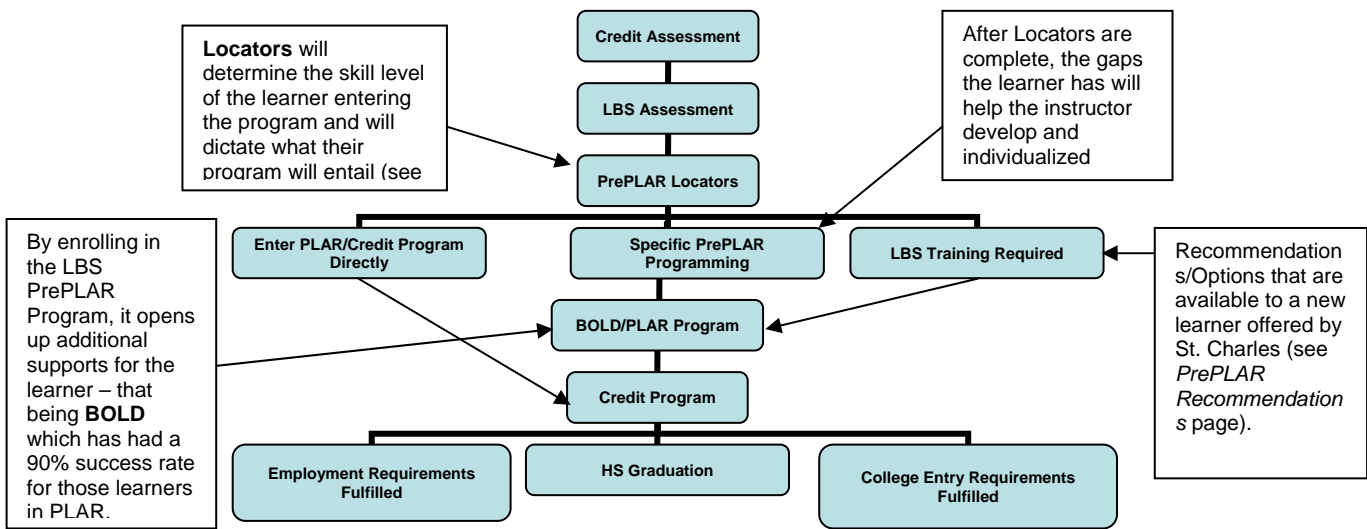 Credit Assessment
LBS Assessment
PrePLAR Locators
Locators will
determine the skill level
of the learner entering
the program and will
dictate what their
program will entail (see
After Locators are
complete, the gaps
the learner has will
help the instructor
develop and
individualized
Enter PLAR/Credit Program
Directly
Specific PrePLAR
Programming
LBS Training Required
By enrolling in
the LBS
PrePLAR
Program, it opens
up additional
supports for the
learner – that
being BOLD
which has had a
90% success rate
for those learners
in PLAR.
Recommendation
s/Options that are
available to a new
learner offered by
St. Charles (see
PrePLAR
Recommendation
s page).
BOLD/PLAR Program
Credit Program
Employment Requirements
Fulfilled
HS Graduation
College Entry Requirements
Fulfilled